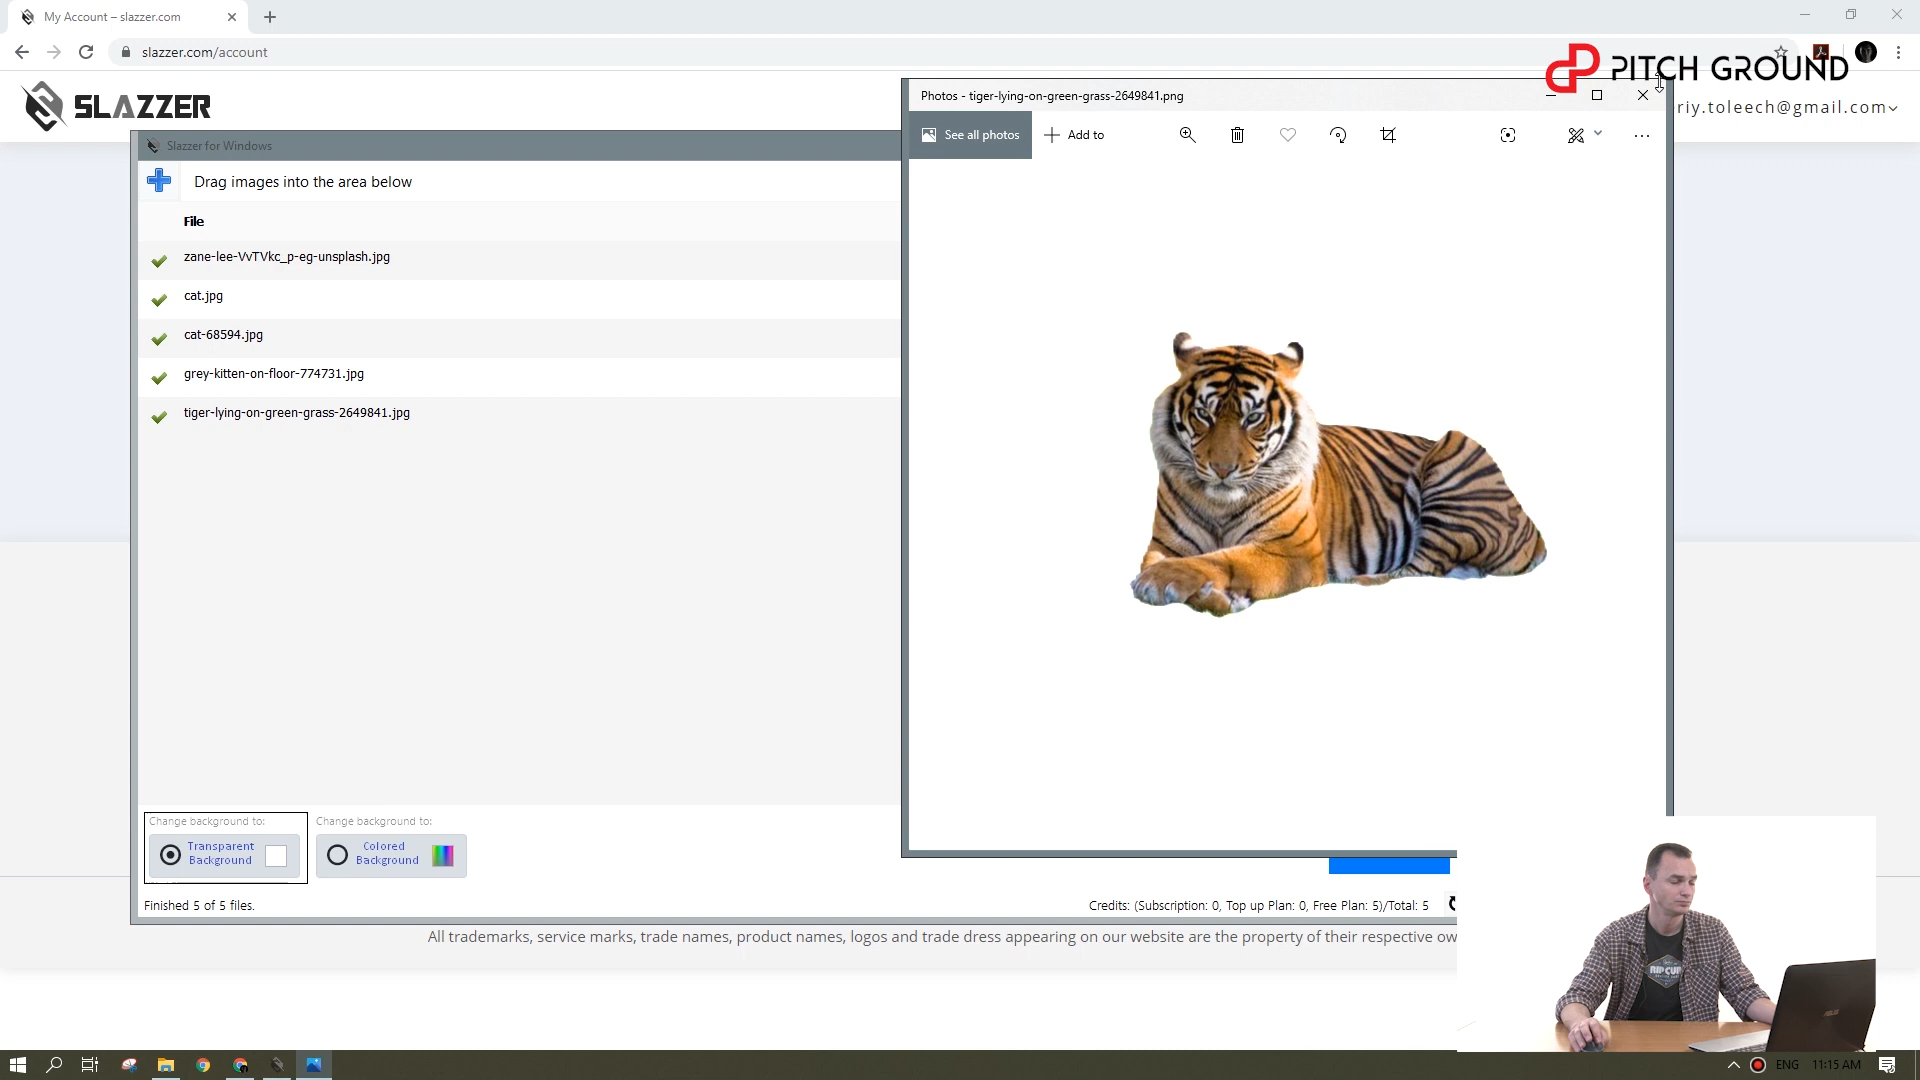 My Account – slazzer.com
slazzer.com/account
PITCH GROUND
SLAZZER
riy.toleech@gmail.com
Photos - tiger-lying-on-green-grass-2649841.png
See all photos
Add to
Slazzer for Windows
Drag images into the area below
File
zane-lee-VvTVkc_p-eg-unsplash.jpg
cat.jpg
cat-68594.jpg
grey-kitten-on-floor-774731.jpg
tiger-lying-on-green-grass-2649841.jpg
Change background to:
Transparent
Background
Change background to:
Colored
Background
Finished 5 of 5 files.
Credits: (Subscription: 0, Top up Plan: 0, Free Plan: 5)/Total: 5
All trademarks, service marks, trade names, product names, logos and trade dress appearing on our website are the property of their respective ow
RIP CURL
ENG
11:15 AM